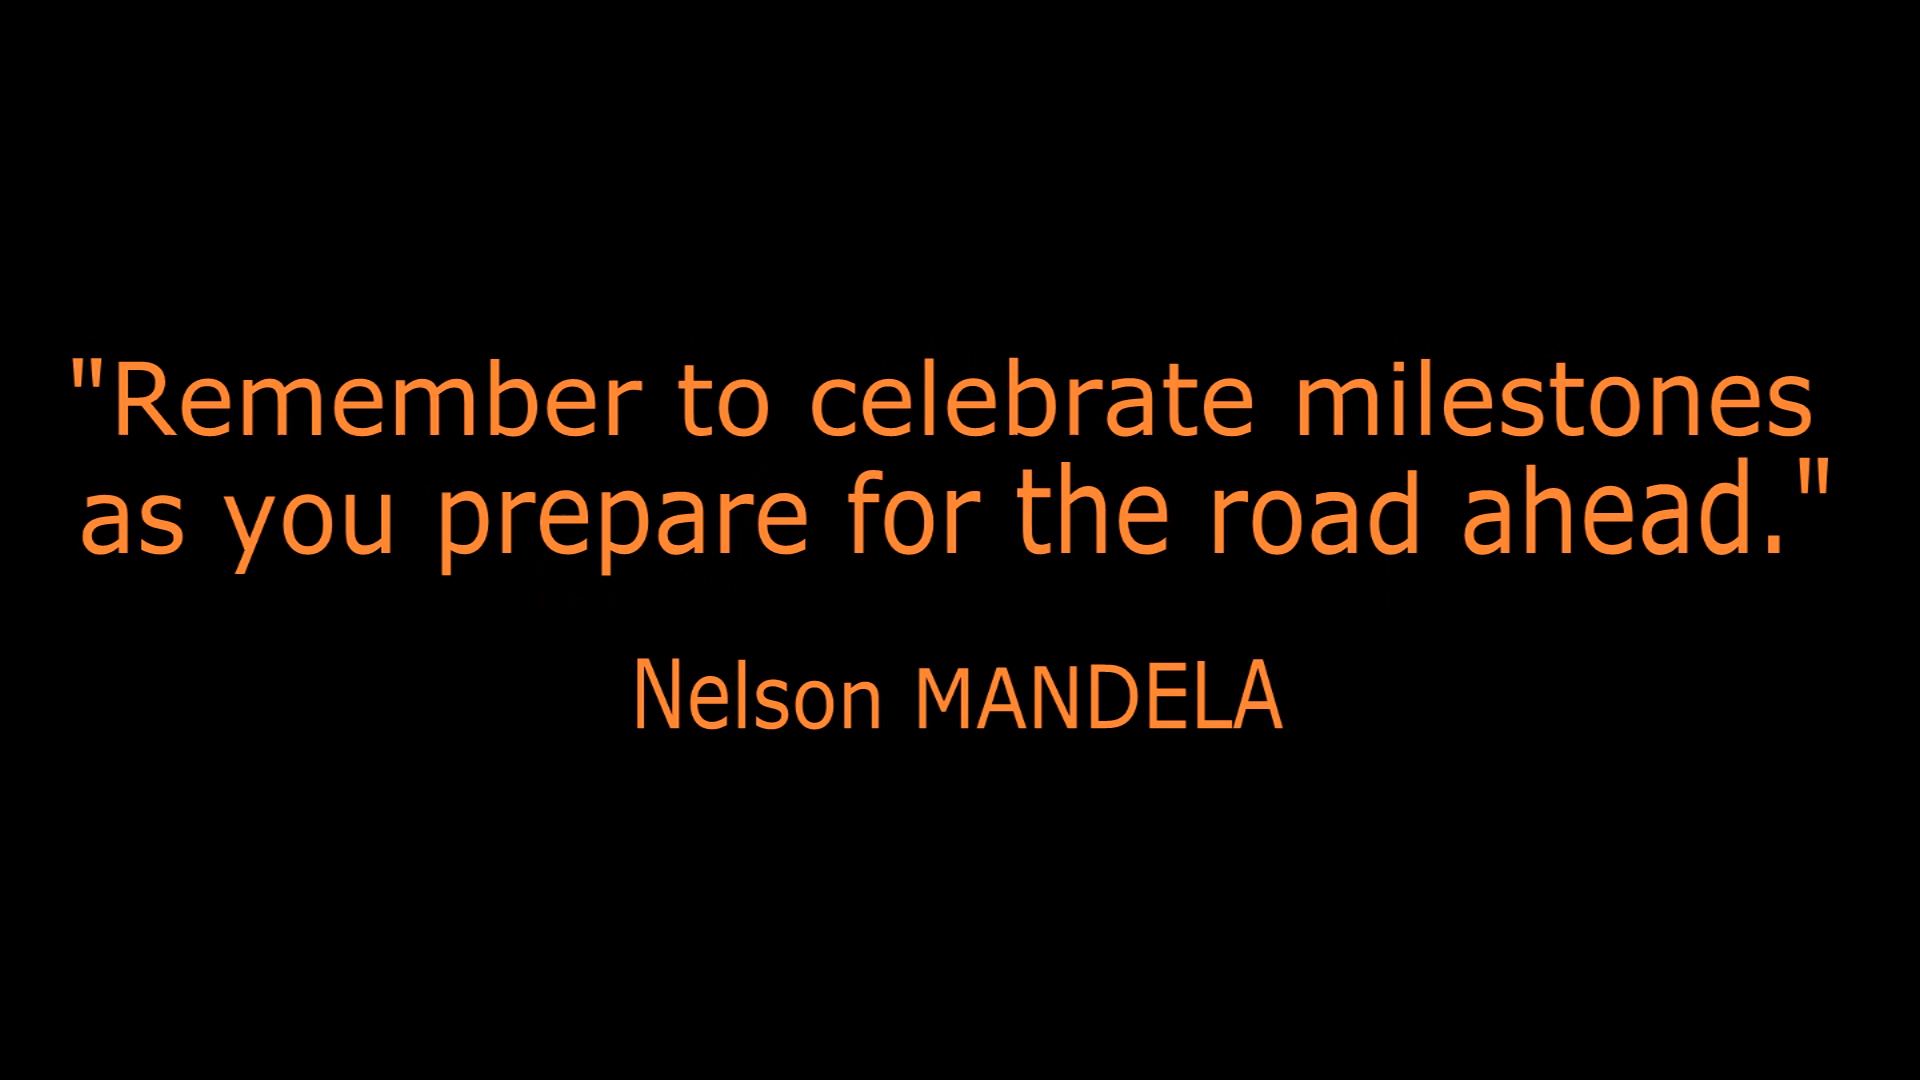 "Remember to celebrate milestones
as you prepare for the road ahead."
Nelson MANDELA